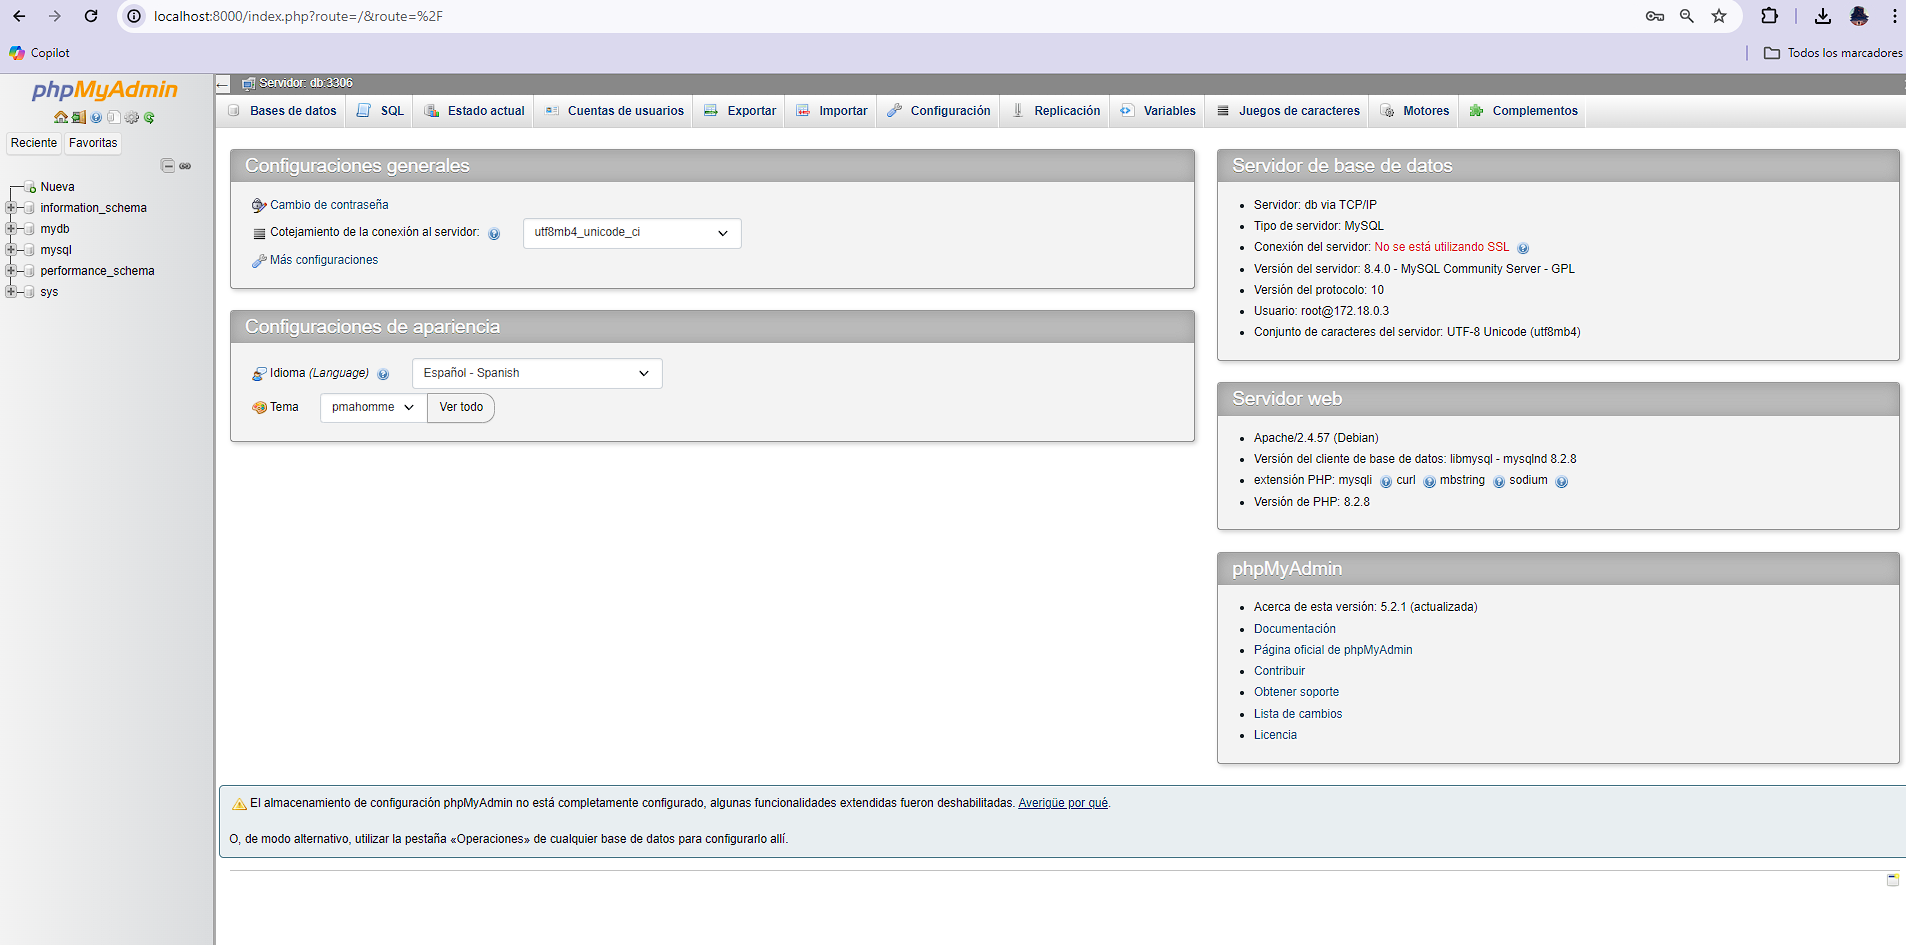 localhost:8000/index.php?route=/&route=%2F
Copilot
Todos los marcadores
phpMyAdmin
Reciente Favoritas
Nueva
information_schema
mydb
mysql
performance_schema
sys
Servidor: db:3306
Bases de datos SQL Estado actual Cuentas de usuarios Exportar Importar Configuración Replicación Variables Juegos de caracteres Motores Complementos
Configuraciones generales
Cambio de contraseña
Cotejamiento de la conexión al servidor: utf8mb4_unicode_ci
Más configuraciones
Configuraciones de apariencia
Idioma (Language) Español - Spanish
Tema pmahomme Ver todo
Servidor de base de datos
Servidor: db via TCP/IP
Tipo de servidor: MySQL
Conexión del servidor: No se está utilizando SSL
Versión del servidor: 8.4.0 - MySQL Community Server - GPL
Versión del protocolo: 10
Usuario: root@172.18.0.3
Conjunto de caracteres del servidor: UTF-8 Unicode (utf8mb4)
Servidor web
Apache/2.4.57 (Debian)
Versión del cliente de base de datos: libmysql - mysqlnd 8.2.8
extensión PHP: mysqli curl mbstring sodium
Versión de PHP: 8.2.8
phpMyAdmin
Acerca de esta versión: 5.2.1 (actualizada)
Documentación
Página oficial de phpMyAdmin
Contribuir
Obtener soporte
Lista de cambios
Licencia
El almacenamiento de configuración phpMyAdmin no está completamente configurado, algunas funcionalidades extendidas fueron deshabilitadas. Averigüe por qué.
O, de modo alternativo, utilizar la pestaña «Operaciones» de cualquier base de datos para configurarlo allí.